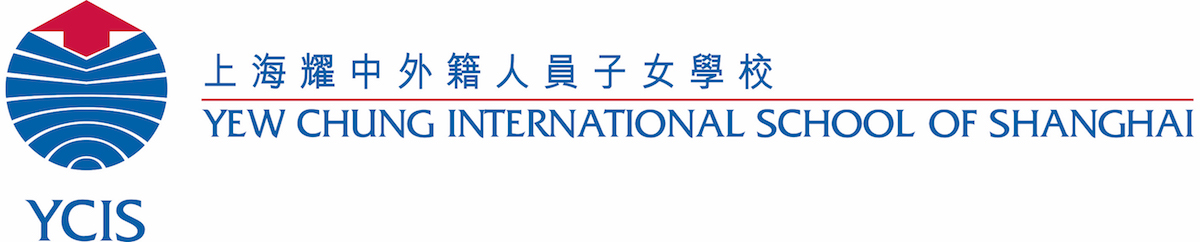 上海耀中外籍人員子女學校
YEW CHUNG INTERNATIONAL SCHOOL OF SHANGHAI
YCIS